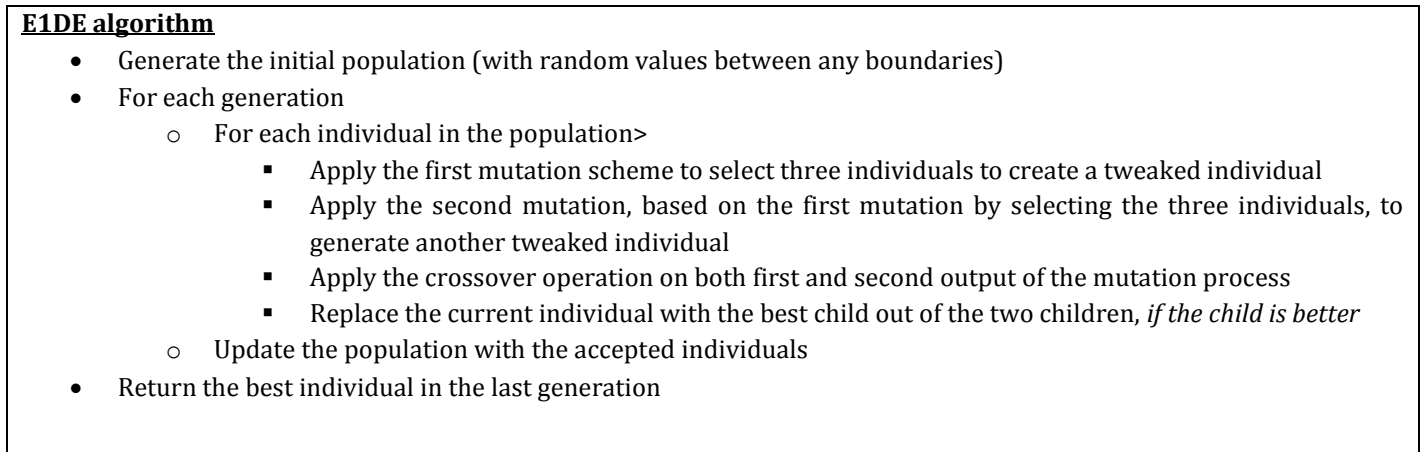 E1DE algorithm
• Generate the initial population (with random values between any boundaries)
• For each generation
o For each individual in the population>
▪ Apply the first mutation scheme to select three individuals to create a tweaked individual
▪ Apply the second mutation, based on the first mutation by selecting the three individuals, to
generate another tweaked individual
▪ Apply the crossover operation on both first and second output of the mutation process
▪ Replace the current individual with the best child out of the two children, if the child is better
o Update the population with the accepted individuals
• Return the best individual in the last generation